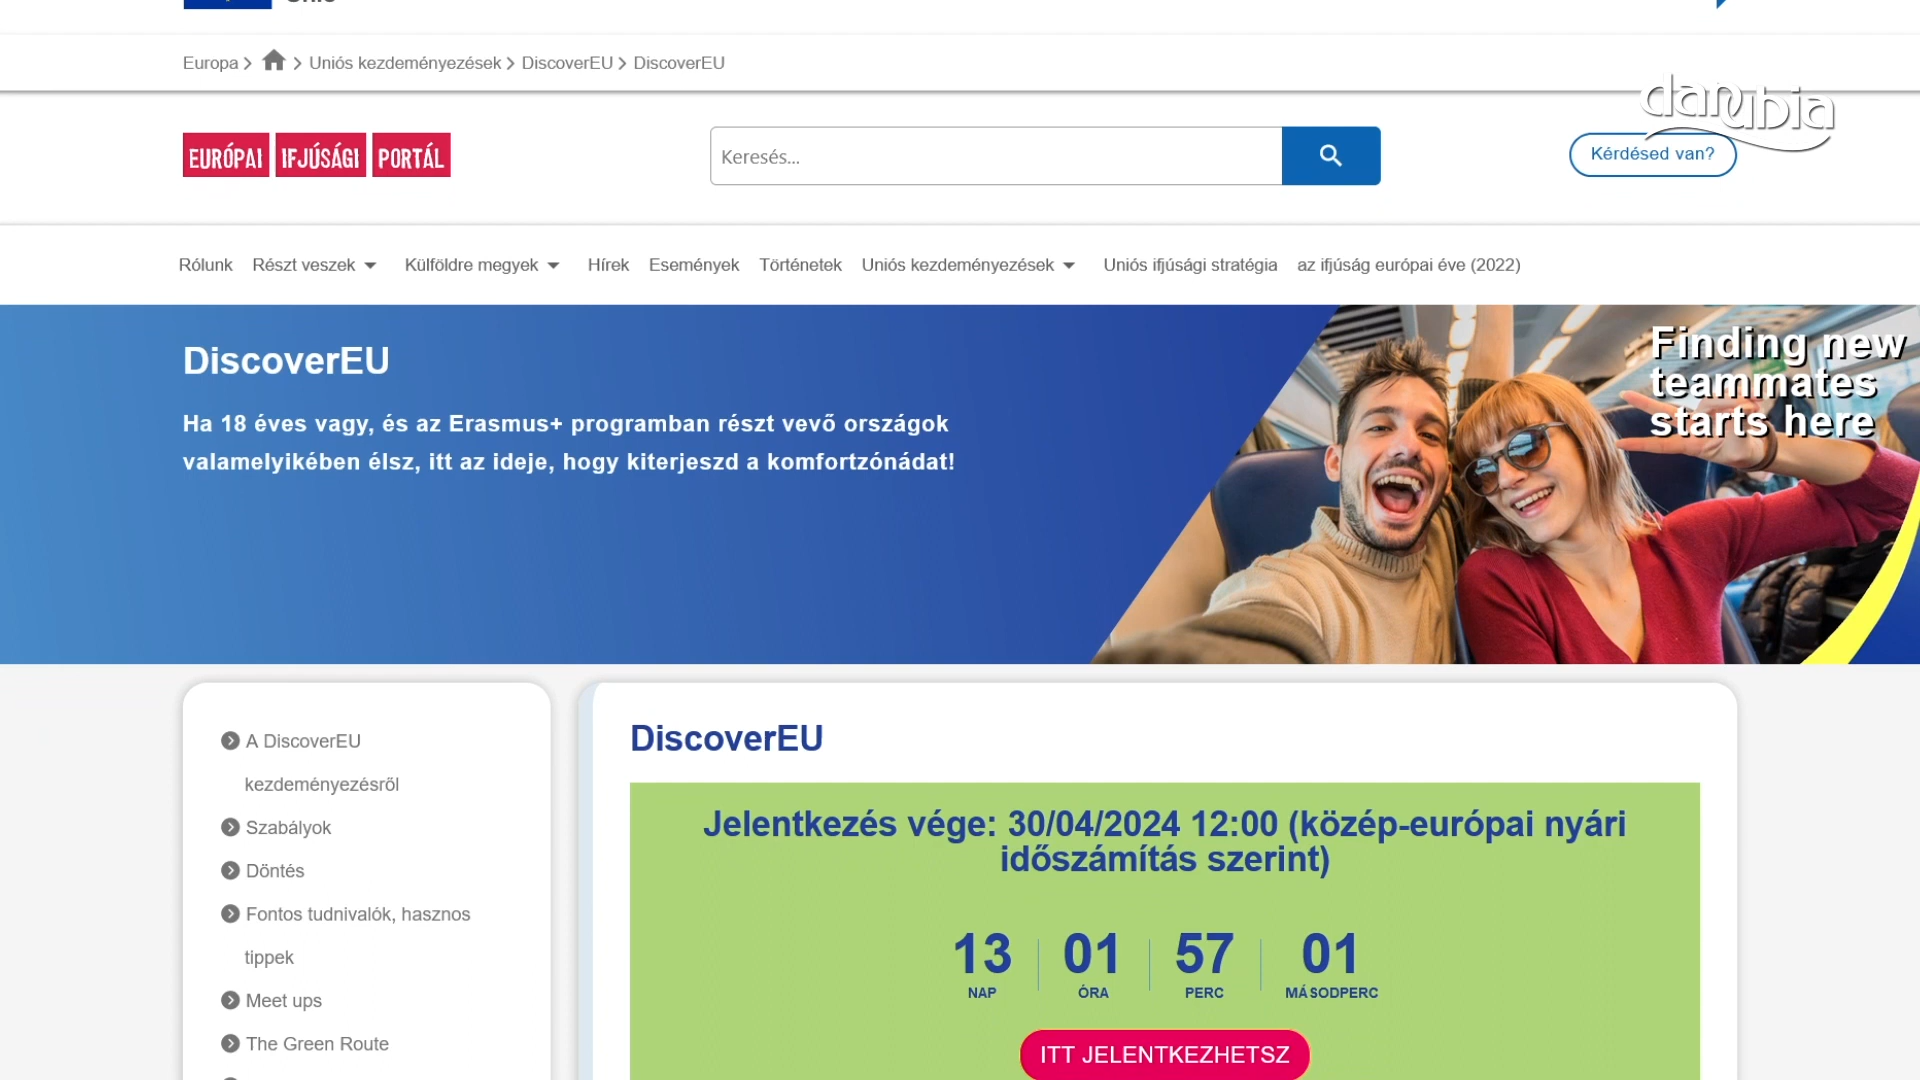 Europa
Uniós kezdeményezések
DiscoverEU
DiscoverEU
danubia
EURÓPAI IFJÚSÁGI PORTÁL
Keresés...
Kérdésed van?
Rólunk
Részt veszek
Külföldre megyek
Hírek
Események
Történetek
Uniós kezdeményezések
Uniós ifjúsági stratégia
az ifjúság európai éve (2022)
DiscoverEU
Ha 18 éves vagy, és az Erasmus+ programban részt vevő országok
valamelyikében élsz, itt az ideje, hogy kiterjeszd a komfortzónádat!
Finding new
teammates
starts here
A DiscoverEU
kezdeményezésről
Szabályok
Döntés
Fontos tudnivalók, hasznos
tippek
Meet ups
The Green Route
DiscoverEU
Jelentkezés vége: 30/04/2024 12:00 (közép-európai nyári
időszámítás szerint)
13 01 57 01
NAP ÓRA PERC MÁSODPERC
ITT JELENTKEZHETSZ